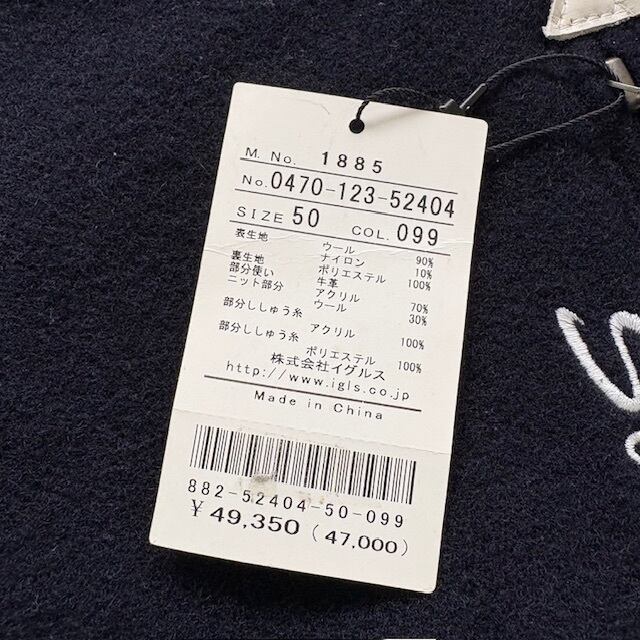 M. No. 1885
No. 0470-123-52404
SIZE 50 COL. 099
表生地 ウール 90%
ナイロン 10%
裏生地 ポリエステル 100%
部分使い 牛革
ニット部分 アクリル 70%
ウール 30%
部分ししゅう糸 アクリル 100%
部分ししゅう糸 ポリエステル 100%
株式会社イグルス
http://www.igls.co.jp
Made in China
882-52404-50-099
¥49,350 (47,000)